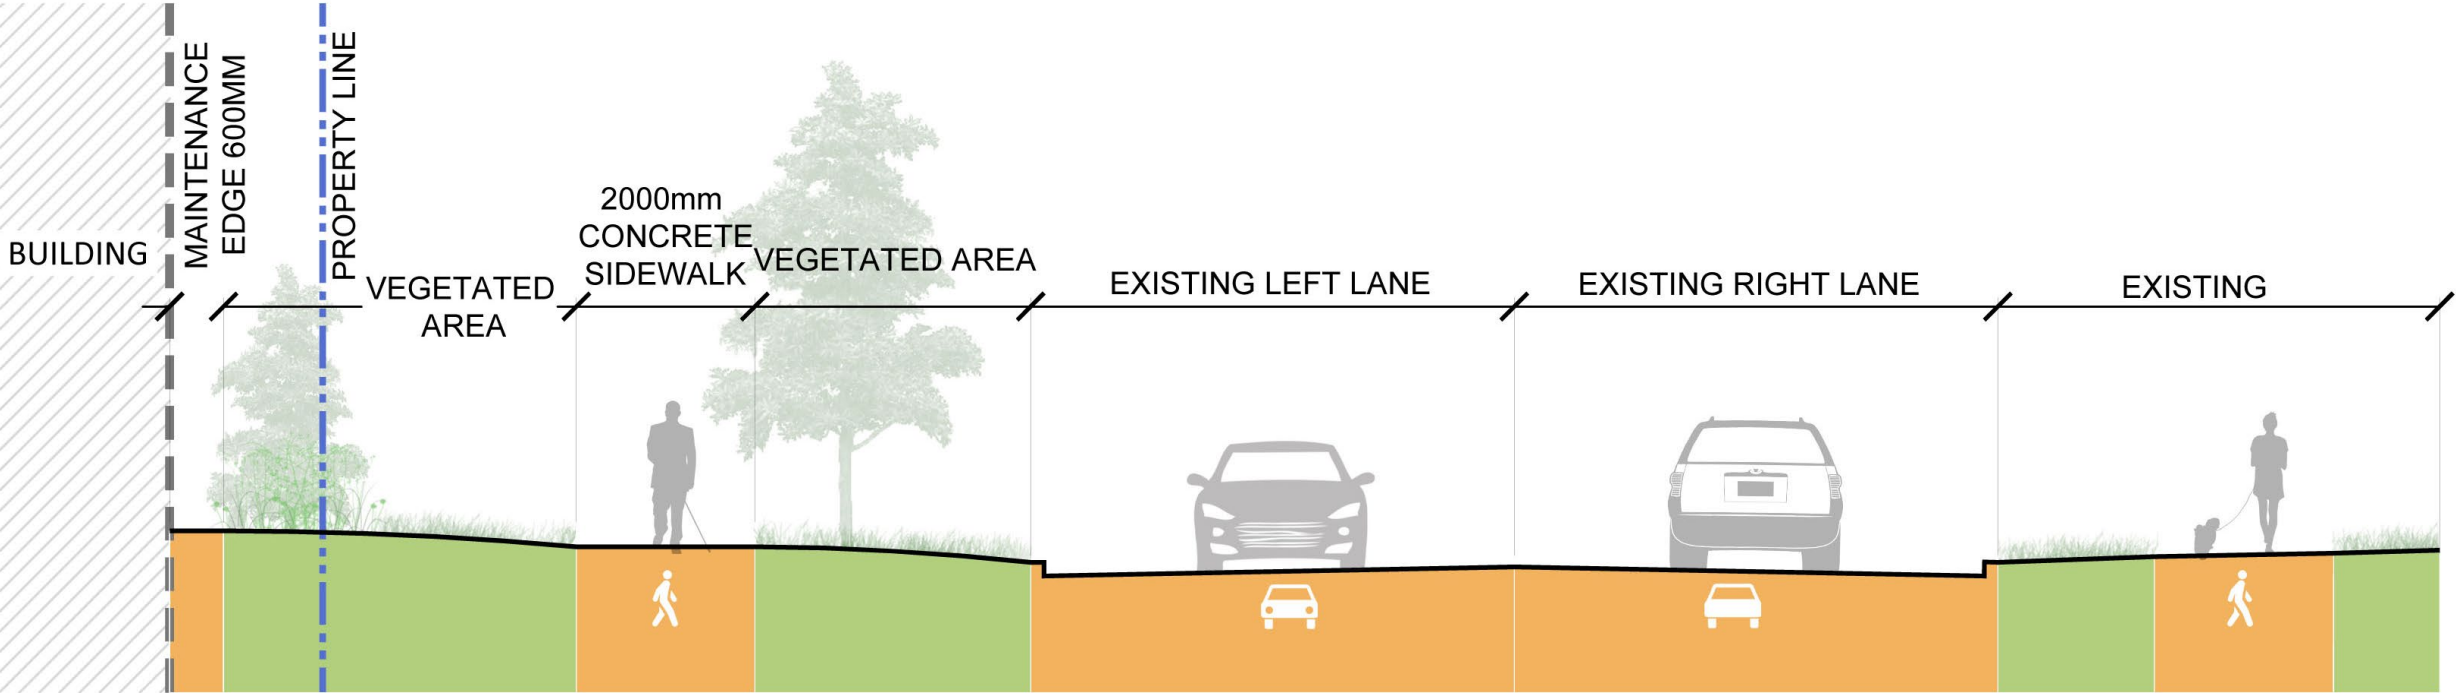 BUILDING
MAINTENANCE
EDGE 600MM
PROPERTY LINE
VEGETATED
AREA
2000mm
CONCRETE
SIDEWALK
VEGETATED AREA
EXISTING LEFT LANE
EXISTING RIGHT LANE
EXISTING